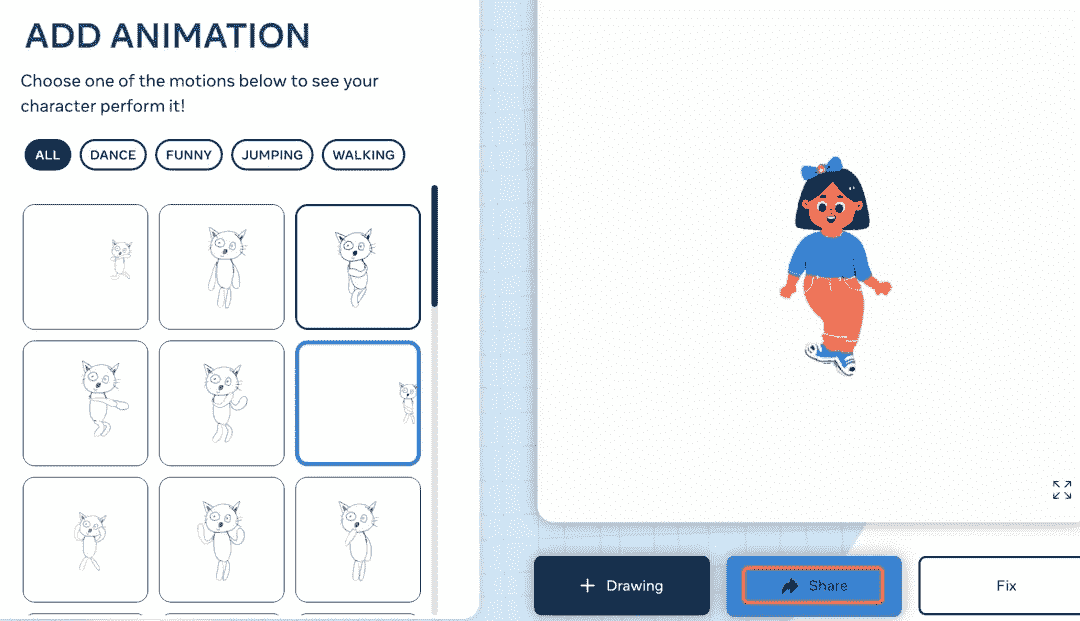 ADD ANIMATION
Choose one of the motions below to see your
character perform it!
ALL DANCE FUNNY JUMPING WALKING
+ Drawing Share Fix